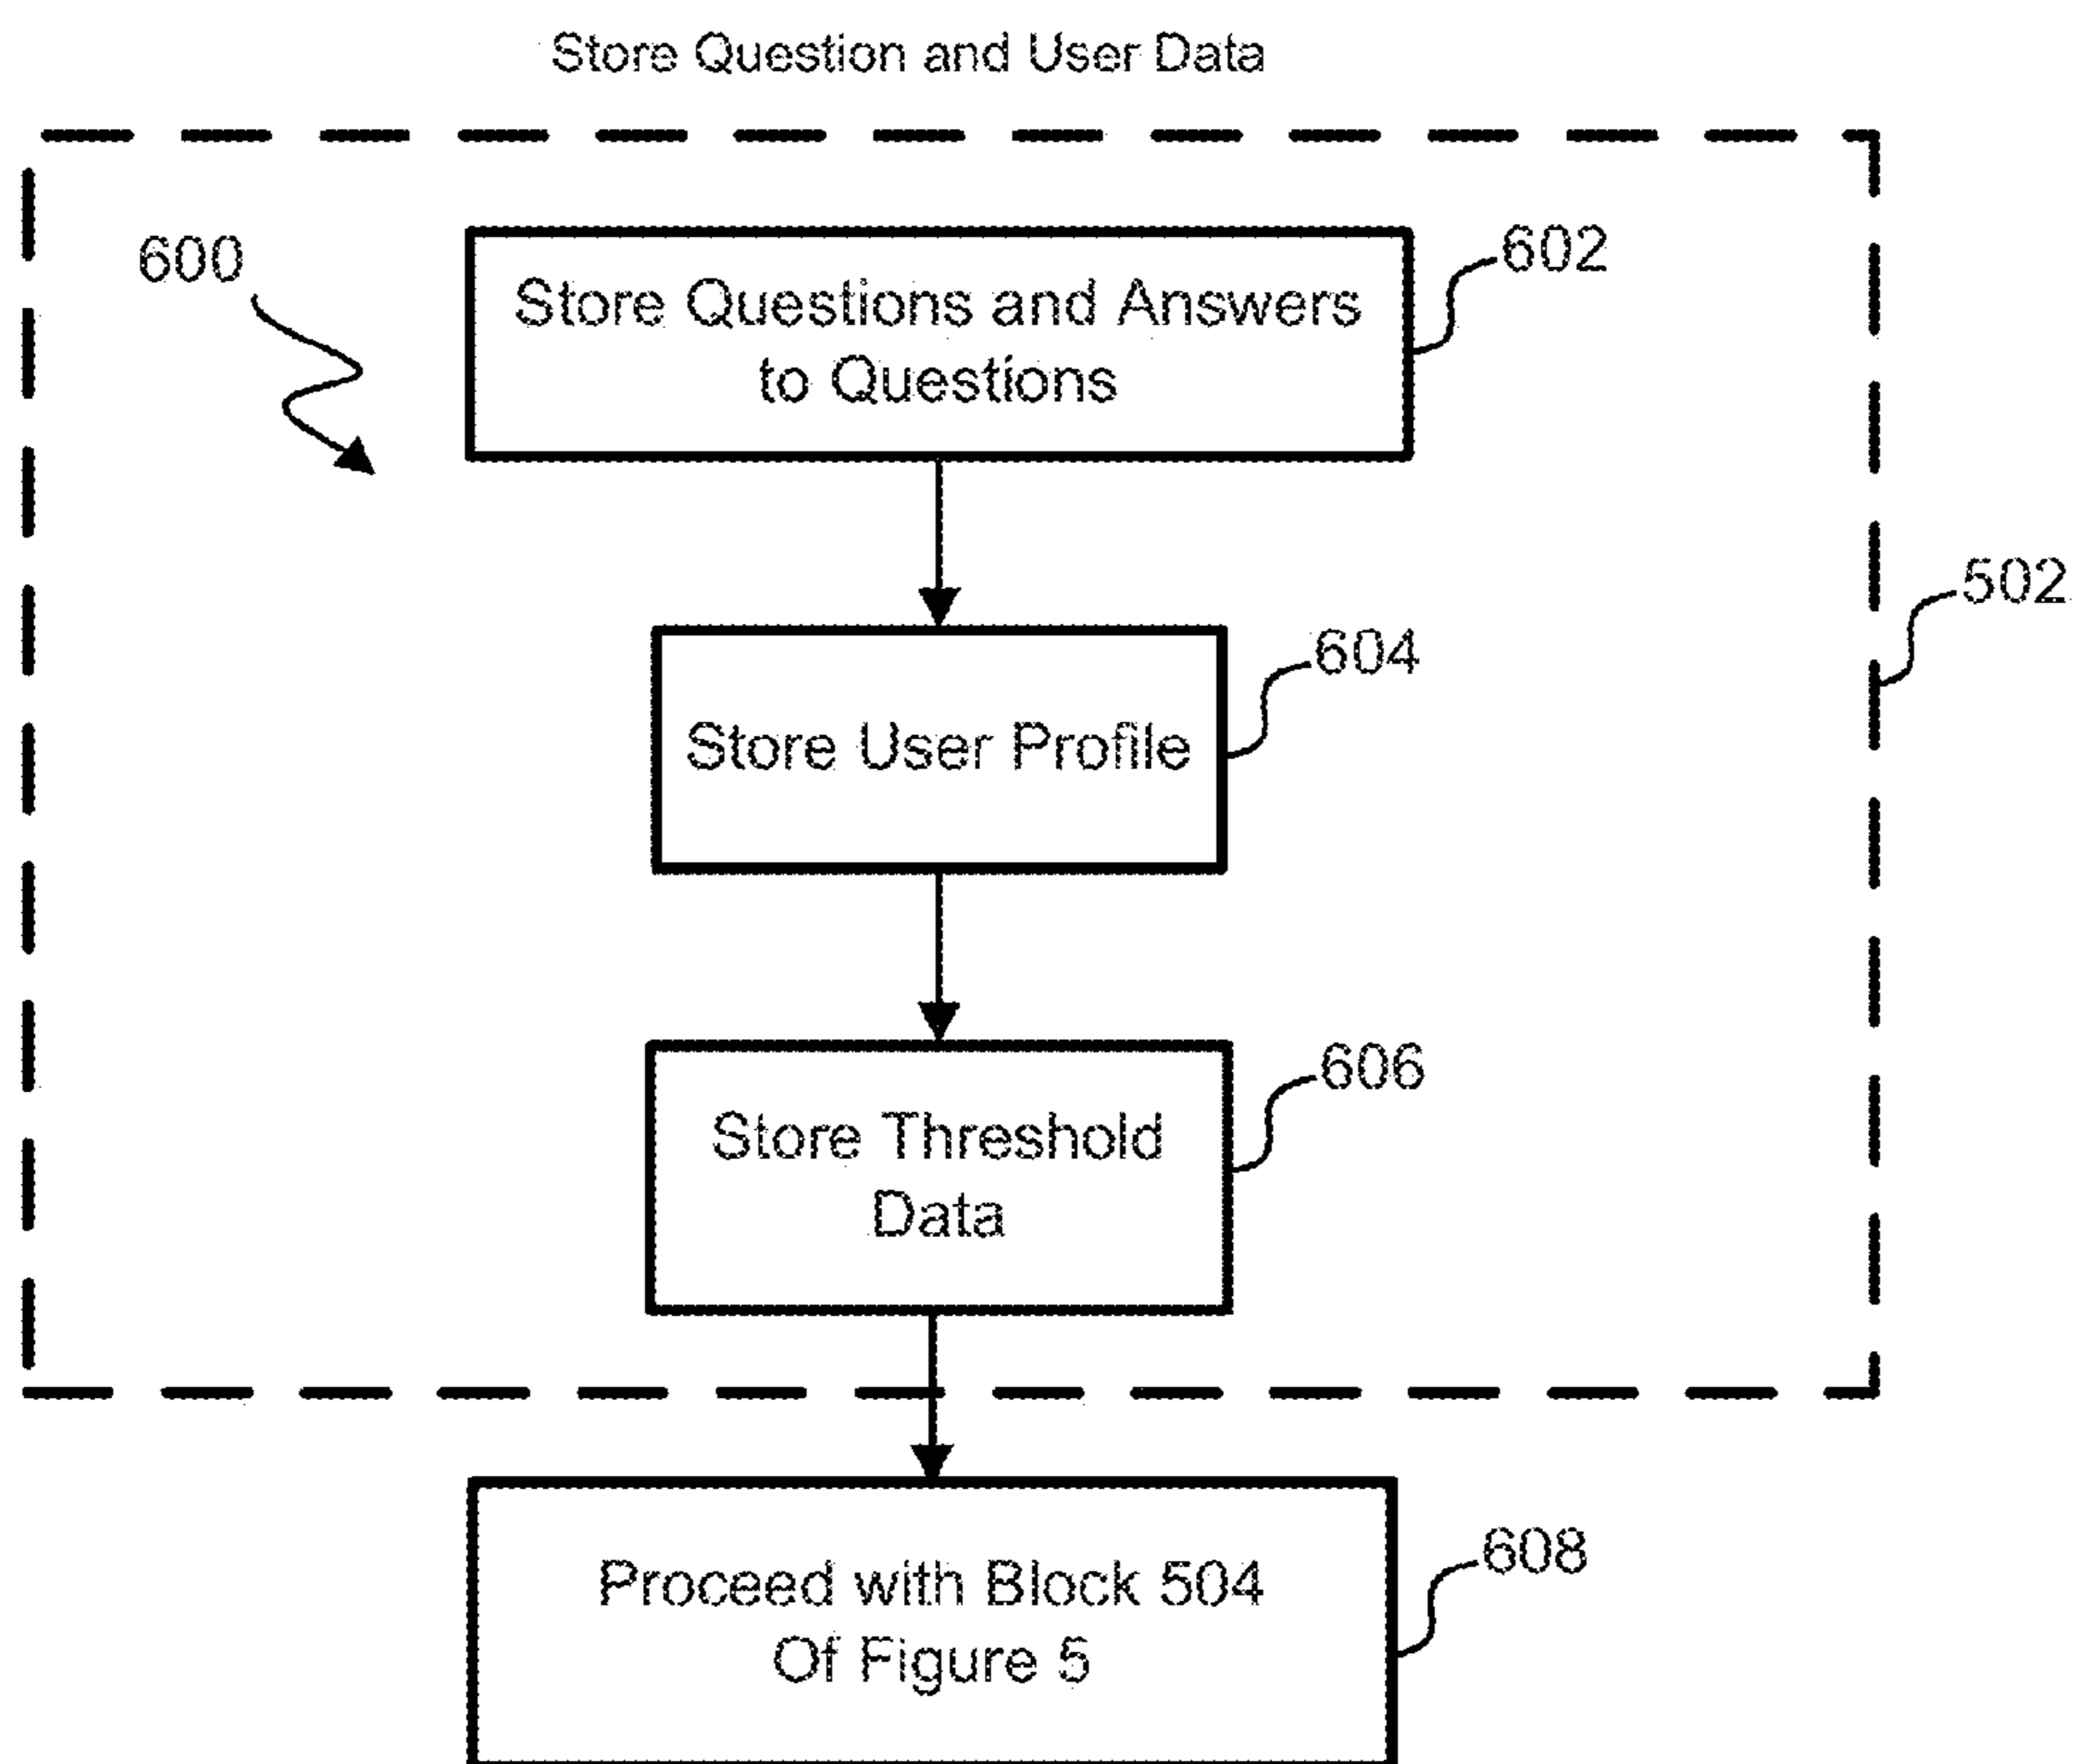 Store Question and User Data
600
Store Questions and Answers
to Questions
602
502
Store User Profile
604
Store Threshold
Data
606
Proceed with Block 504
Of Figure 5
608